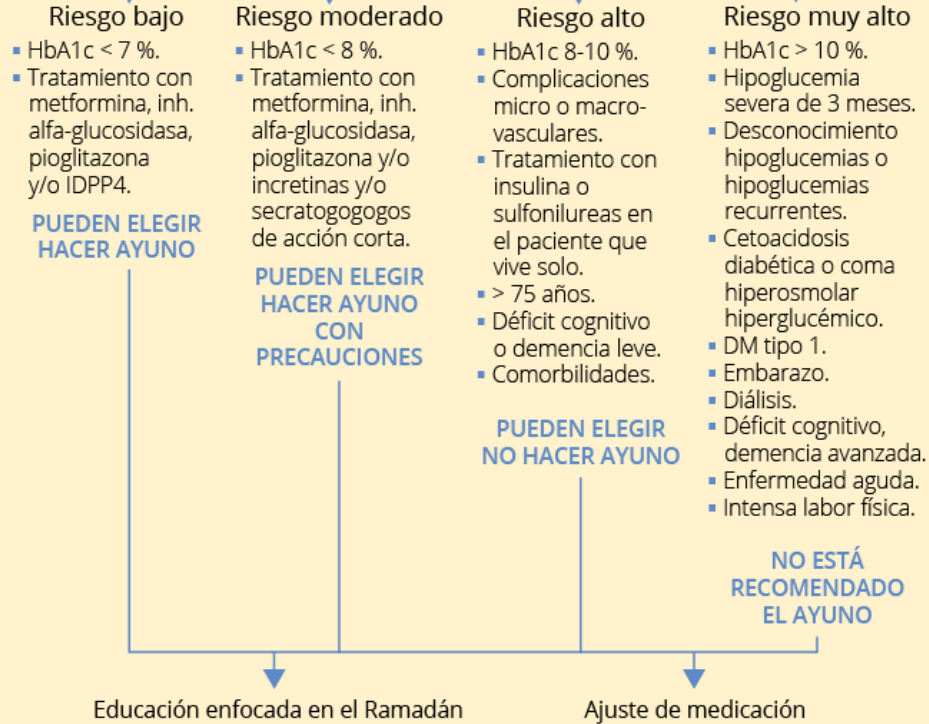 Riesgo bajo
▪ HbA1c < 7 %.
▪ Tratamiento con
metformina, inh.
alfa-glucosidasa,
pioglitazona
y/o IDPP4.
PUEDEN ELEGIR
HACER AYUNO
Riesgo moderado
▪ HbA1c < 8 %.
▪ Tratamiento con
metformina, inh.
alfa-glucosidasa,
pioglitazona y/o
incretinas y/o
secratogogogos
de acción corta.
PUEDEN ELEGIR
HACER AYUNO
CON
PRECAUCIONES
Riesgo alto
▪ HbA1c 8-10 %.
▪ Complicaciones
micro o macro-
vasculares.
▪ Tratamiento con
insulina o
sulfonilureas en
el paciente que
vive solo.
▪ > 75 años.
▪ Déficit cognitivo
o demencia leve.
▪ Comorbilidades.
PUEDEN ELEGIR
NO HACER AYUNO
Riesgo muy alto
▪ HbA1c > 10 %.
▪ Hipoglucemia
severa de 3 meses.
▪ Desconocimiento
hipoglucemias o
hipoglucemias
recurrentes.
▪ Cetoacidosis
diabética o coma
hiperosmolar
hiperglucémico.
▪ DM tipo 1.
▪ Embarazo.
▪ Diálisis.
▪ Déficit cognitivo,
demencia avanzada.
▪ Enfermedad aguda.
▪ Intensa labor física.
NO ESTÁ
RECOMENDADO
EL AYUNO
Educación enfocada en el Ramadán
Ajuste de medicación